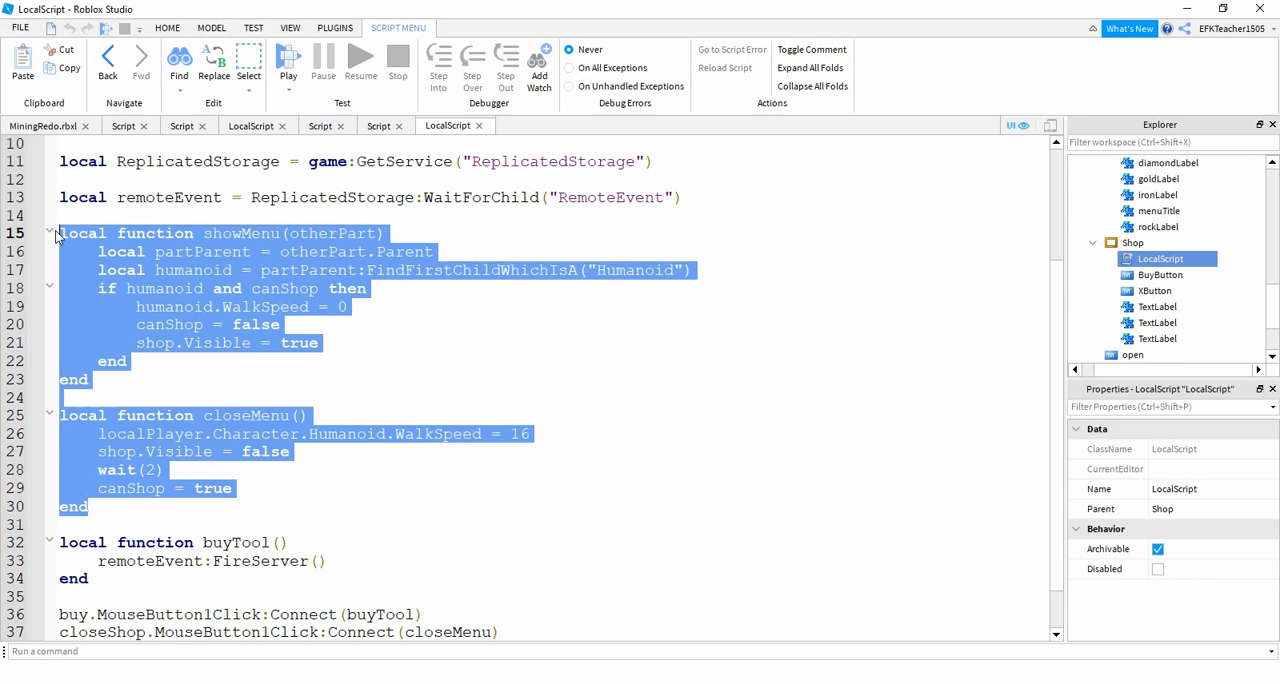 LocalScript - Roblox Studio
FILE HOME MODEL TEST VIEW PLUGINS SCRIPT MENU What's New EFKTeacher1505
Cut
Copy
Paste Back Fwd Find Replace Select Play Pause Resume Stop
Step Into Step Over Step Out Add Watch
Never
On All Exceptions
On Unhandled Exceptions
Go to Script Error
Reload Script
Toggle Comment
Expand All Folds
Collapse All Folds
Clipboard Navigate Edit Test Debugger Debug Errors Actions
MiningRedo.rbxl Script Script LocalScript Script Script LocalScript UI
10
11 local ReplicatedStorage = game:GetService("ReplicatedStorage")
12
13 local remoteEvent = ReplicatedStorage:WaitForChild("RemoteEvent")
14
15 local function showMenu(otherPart)
16 local partParent = otherPart.Parent
17 local humanoid = partParent:FindFirstChildWhichIsA("Humanoid")
18 if humanoid and canShop then
19 humanoid.WalkSpeed = 0
20 canShop = false
21 shop.Visible = true
22 end
23 end
24
25 local function closeMenu()
26 localPlayer.Character.Humanoid.WalkSpeed = 16
27 shop.Visible = false
28 wait(2)
29 canShop = true
30 end
31
32 local function buyTool()
33 remoteEvent:FireServer()
34 end
35
36 buy.MouseButton1Click:Connect(buyTool)
37 closeShop.MouseButton1Click:Connect(closeMenu)
Explorer
Filter workspace (Ctrl+Shift+X)
diamondLabel
goldLabel
ironLabel
menuTitle
rockLabel
Shop
LocalScript
BuyButton
XButton
TextLabel
TextLabel
TextLabel
open
Properties - LocalScript "LocalScript"
Filter Properties (Ctrl+Shift+P)
Data
ClassName LocalScript
CurrentEditor
Name LocalScript
Parent Shop
Behavior
Archivable
Disabled
Run a command